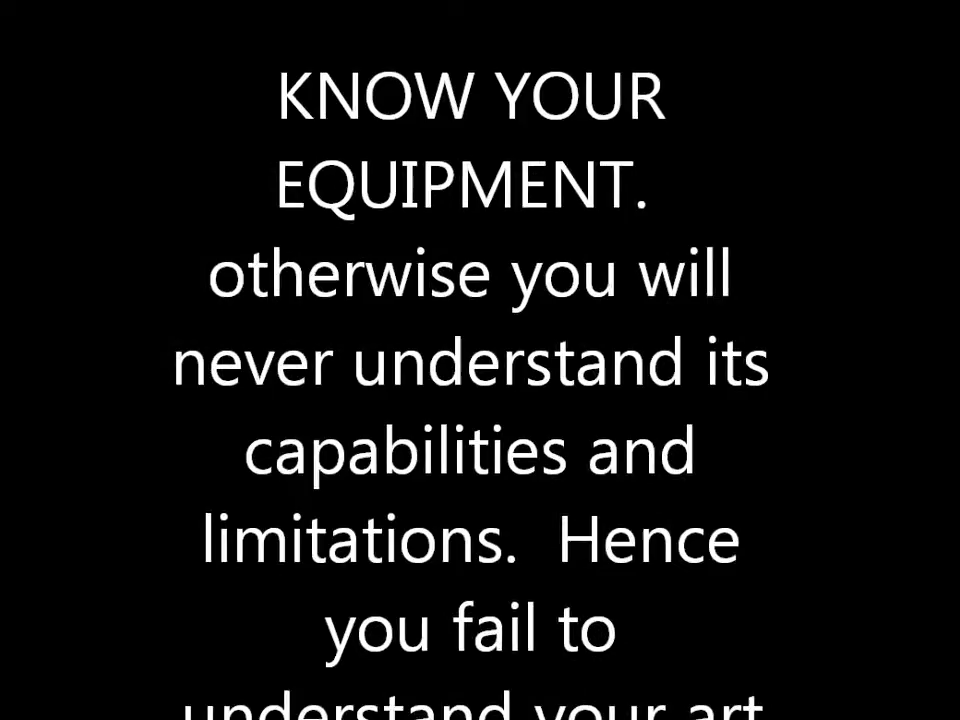 KNOW YOUR
EQUIPMENT.
otherwise you will
never understand its
capabilities and
limitations.  Hence
you fail to
understand your art